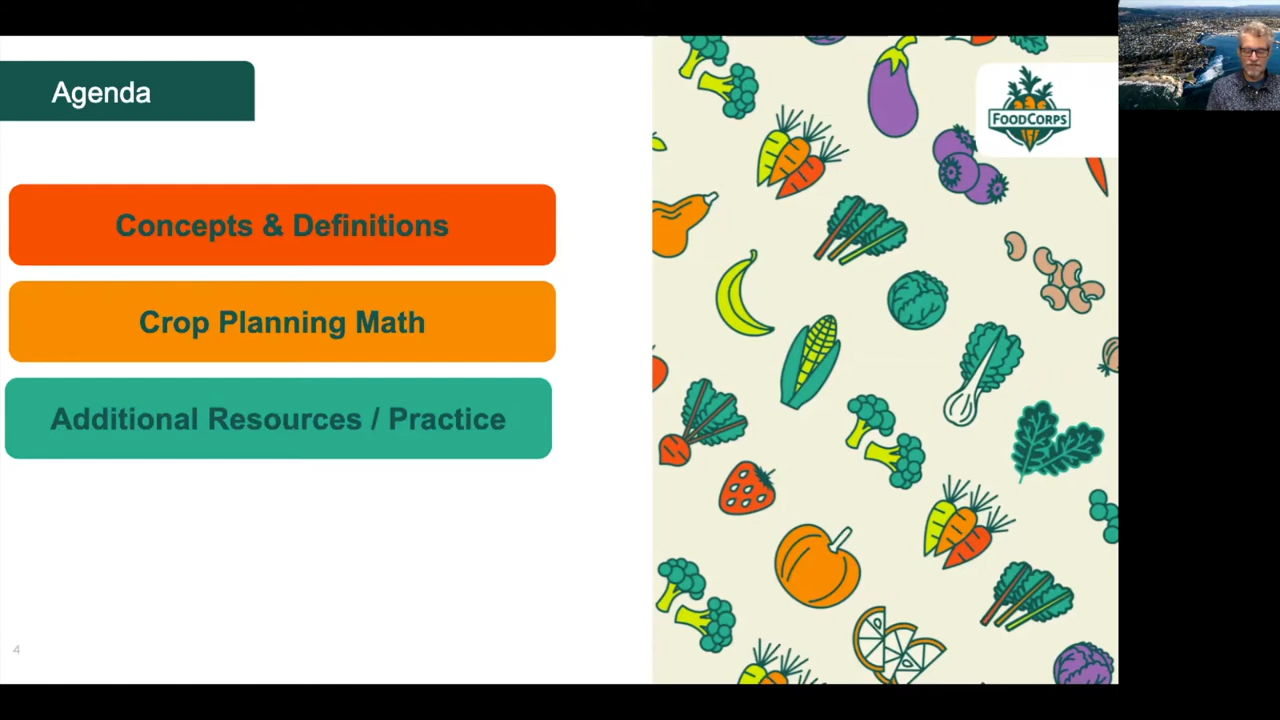 Agenda
FOODCORPS
Concepts & Definitions
Crop Planning Math
Additional Resources / Practice
4